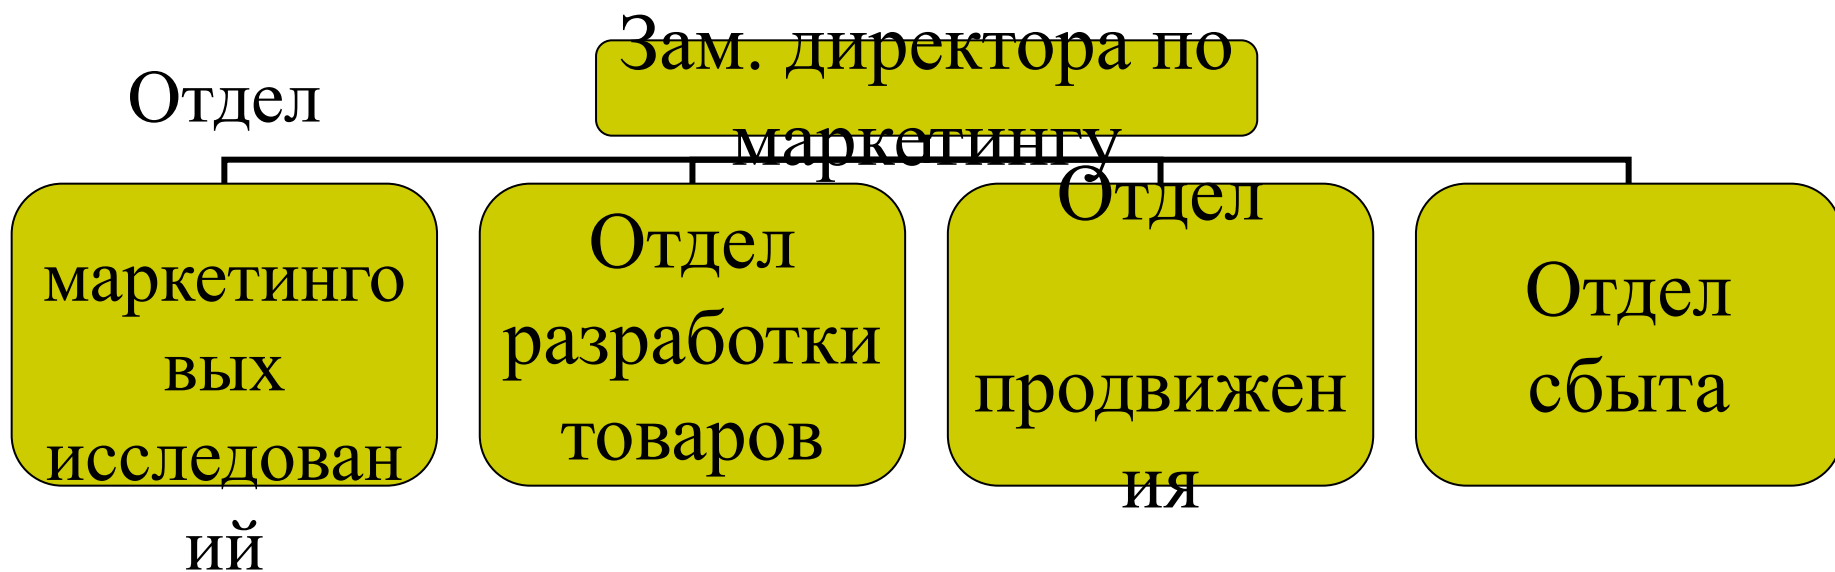 Зам. директора по
маркетингу
Отдел
маркетинго
вых
исследован
ий
Отдел
разработки
товаров
Отдел
продвижен
ия
Отдел
сбыта